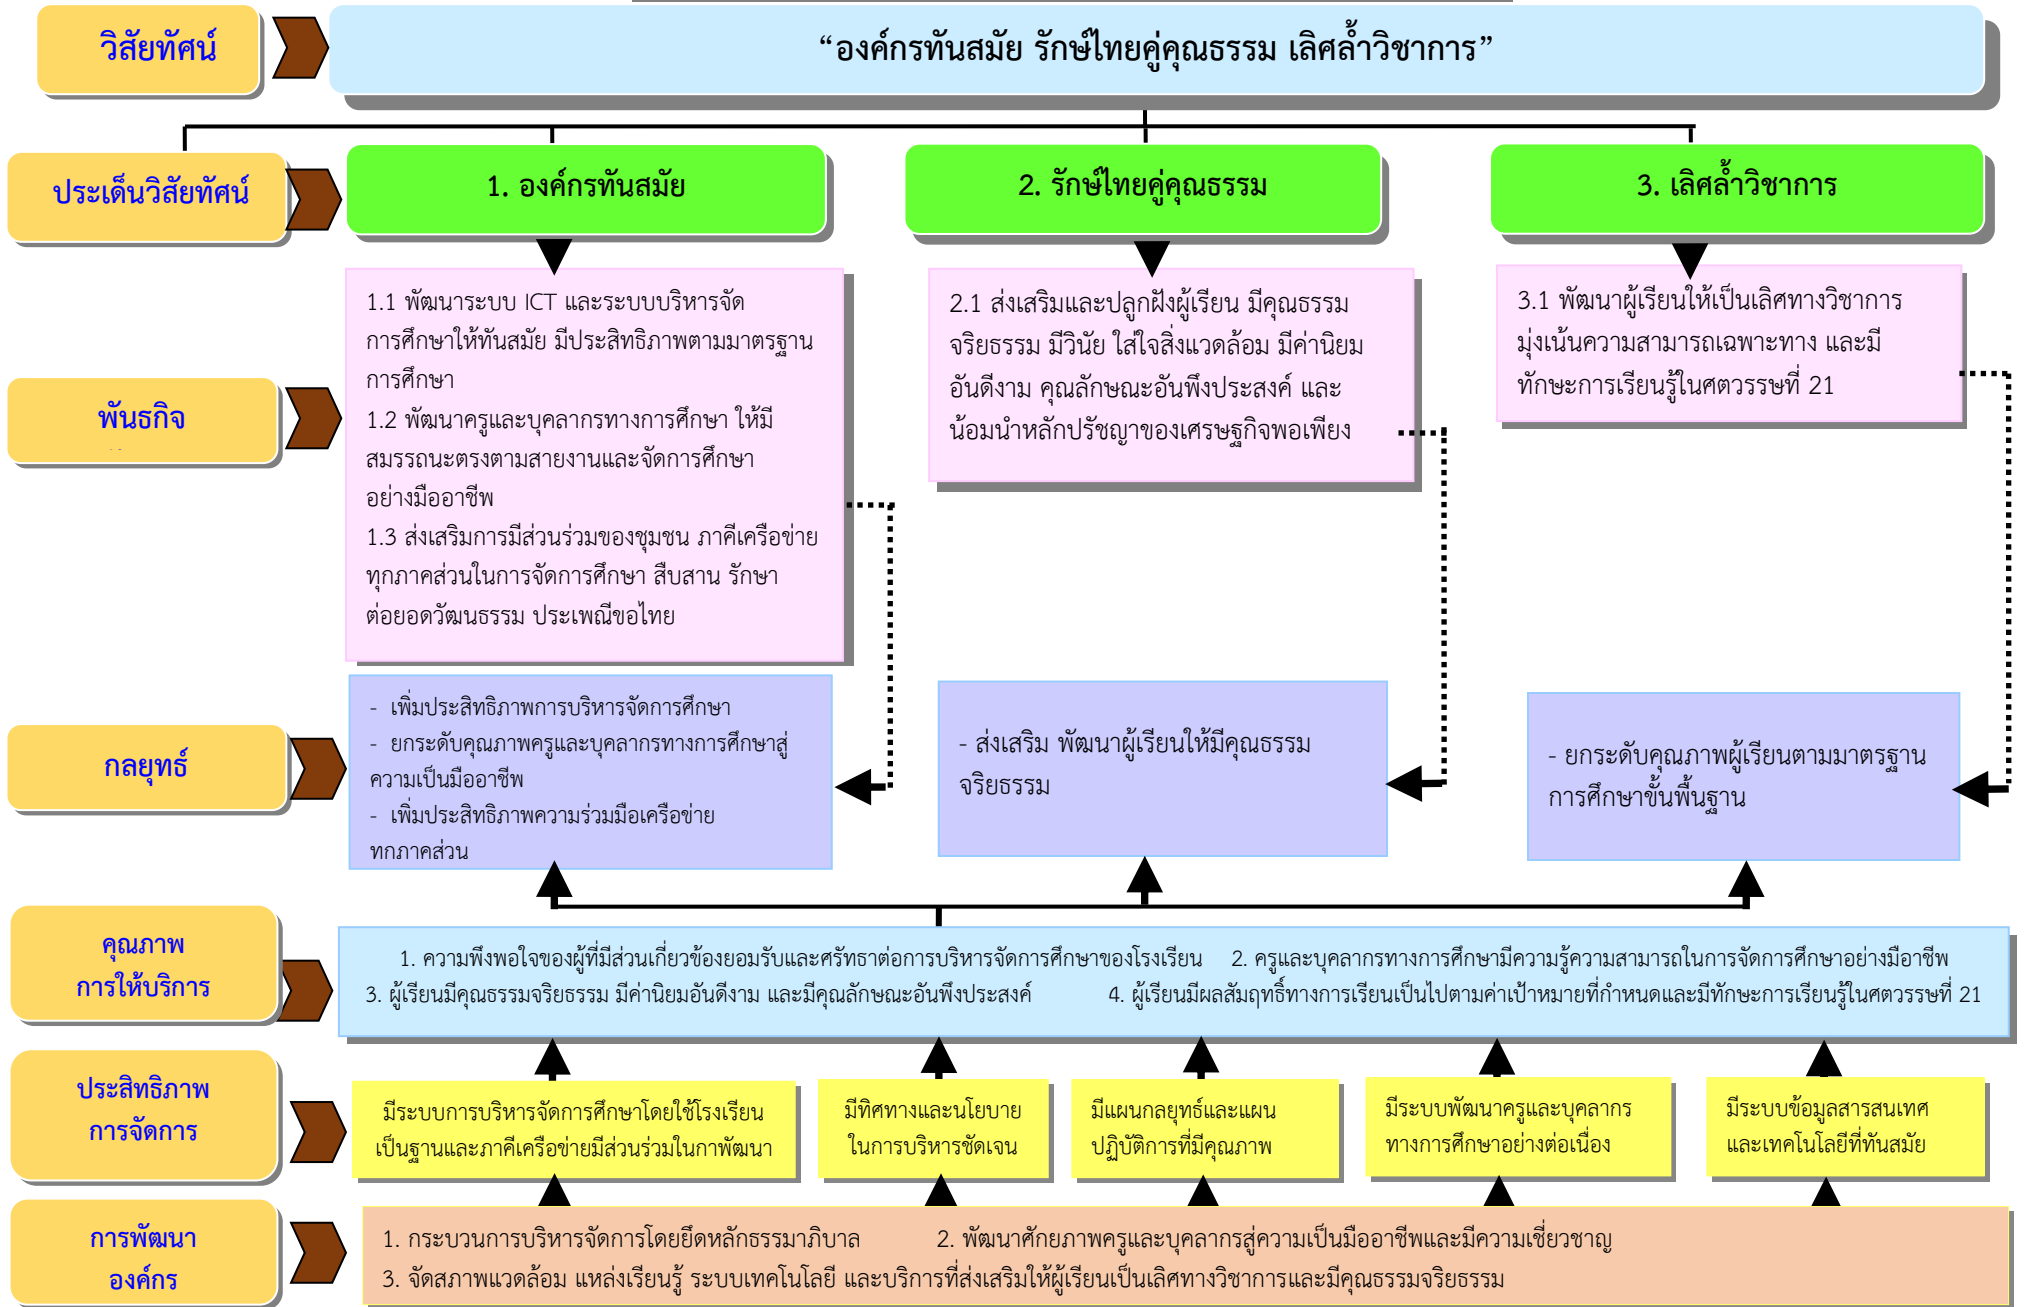 วิสัยทัศน์
“องค์กรทันสมัย รักษ์ไทยคู่คุณธรรม เลิศล้ำวิชาการ”
ประเด็นวิสัยทัศน์
1. องค์กรทันสมัย
2. รักษ์ไทยคู่คุณธรรม
3. เลิศล้ำวิชาการ
พันธกิจ
1.1 พัฒนาระบบ ICT และระบบบริหารจัด
การศึกษาให้ทันสมัย มีประสิทธิภาพตามมาตรฐาน
การศึกษา
1.2 พัฒนาครูและบุคลากรทางการศึกษา ให้มี
สมรรถนะตรงตามสายงานและจัดการศึกษา
อย่างมืออาชีพ
1.3 ส่งเสริมการมีส่วนร่วมของชุมชน ภาคีเครือข่าย
ทุกภาคส่วนในการจัดการศึกษา สืบสาน รักษา
ต่อยอดวัฒนธรรม ประเพณีขอไทย
2.1 ส่งเสริมและปลูกฝังผู้เรียน มีคุณธรรม
จริยธรรม มีวินัย ใส่ใจสิ่งแวดล้อม มีค่านิยม
อันดีงาม คุณลักษณะอันพึงประสงค์ และ
น้อมนำหลักปรัชญาของเศรษฐกิจพอเพียง
3.1 พัฒนาผู้เรียนให้เป็นเลิศทางวิชาการ
มุ่งเน้นความสามารถเฉพาะทาง และมี
ทักษะการเรียนรู้ในศตวรรษที่ 21
กลยุทธ์
- เพิ่มประสิทธิภาพการบริหารจัดการศึกษา
- ยกระดับคุณภาพครูและบุคลากรทางการศึกษาสู่
ความเป็นมืออาชีพ
- เพิ่มประสิทธิภาพความร่วมมือเครือข่าย
ทุกภาคส่วน
- ส่งเสริม พัฒนาผู้เรียนให้มีคุณธรรม
จริยธรรม
- ยกระดับคุณภาพผู้เรียนตามมาตรฐาน
การศึกษาขั้นพื้นฐาน
คุณภาพ
การให้บริการ
1. ความพึงพอใจของผู้ที่มีส่วนเกี่ยวข้องยอมรับและศรัทธาต่อการบริหารจัดการศึกษาของโรงเรียน 2. ครูและบุคลากรทางการศึกษามีความรู้ความสามารถในการจัดการศึกษาอย่างมือาชีพ
3. ผู้เรียนมีคุณธรรมจริยธรรม มีค่านิยมอันดีงาม และมีคุณลักษณะอันพึงประสงค์ 4. ผู้เรียนมีผลสัมฤทธิ์ทางการเรียนเป็นไปตามค่าเป้าหมายที่กำหนดและมีทักษะการเรียนรู้ในศตวรรษที่ 21
ประสิทธิภาพ
การจัดการ
มีระบบการบริหารจัดการศึกษาโดยใช้โรงเรียน
เป็นฐานและภาคีเครือข่ายมีส่วนร่วมในกาพัฒนา
มีทิศทางและนโยบาย
ในการบริหารชัดเจน
มีแผนกลยุทธ์และแผน
ปฏิบัติการที่มีคุณภาพ
มีระบบพัฒนาครูและบุคลากร
ทางการศึกษาอย่างต่อเนื่อง
มีระบบข้อมูลสารสนเทศ
และเทคโนโลยีที่ทันสมัย
การพัฒนา
องค์กร
1. กระบวนการบริหารจัดการโดยยึดหลักธรรมาภิบาล 2. พัฒนาศักยภาพครูและบุคลากรสู่ความเป็นมืออาชีพและมีความเชี่ยวชาญ
3. จัดสภาพแวดล้อม แหล่งเรียนรู้ ระบบเทคโนโลยี และบริการที่ส่งเสริมให้ผู้เรียนเป็นเลิศทางวิชาการและมีคุณธรรมจริยธรรม